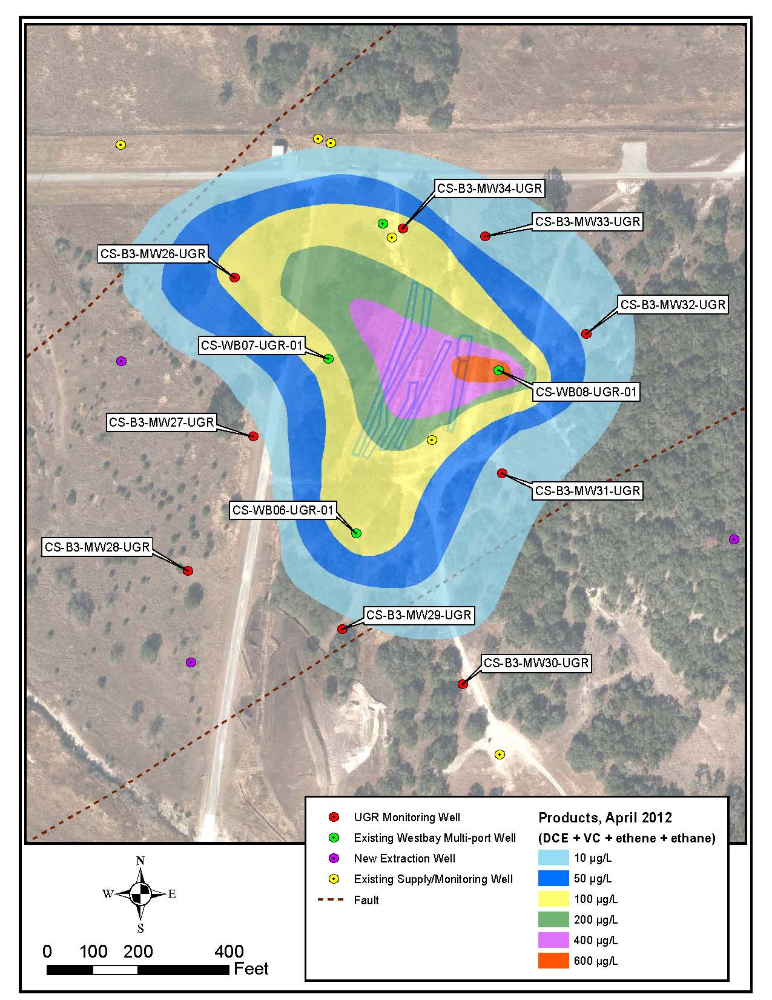 CS-B3-MW34-UGR
CS-B3-MW33-UGR
CS-B3-MW26-UGR
CS-B3-MW32-UGR
CS-WB07-UGR-01
CS-WB08-UGR-01
CS-B3-MW27-UGR
CS-B3-MW31-UGR
CS-WB06-UGR-01
CS-B3-MW28-UGR
CS-B3-MW29-UGR
CS-B3-MW30-UGR
UGR Monitoring Well
Existing Westbay Multi-port Well
New Extraction Well
Existing Supply/Monitoring Well
Fault
Products, April 2012
(DCE + VC + ethene + ethane)
10 µg/L
50 µg/L
100 µg/L
200 µg/L
400 µg/L
600 µg/L
N
W E
S
0 100 200 400
Feet